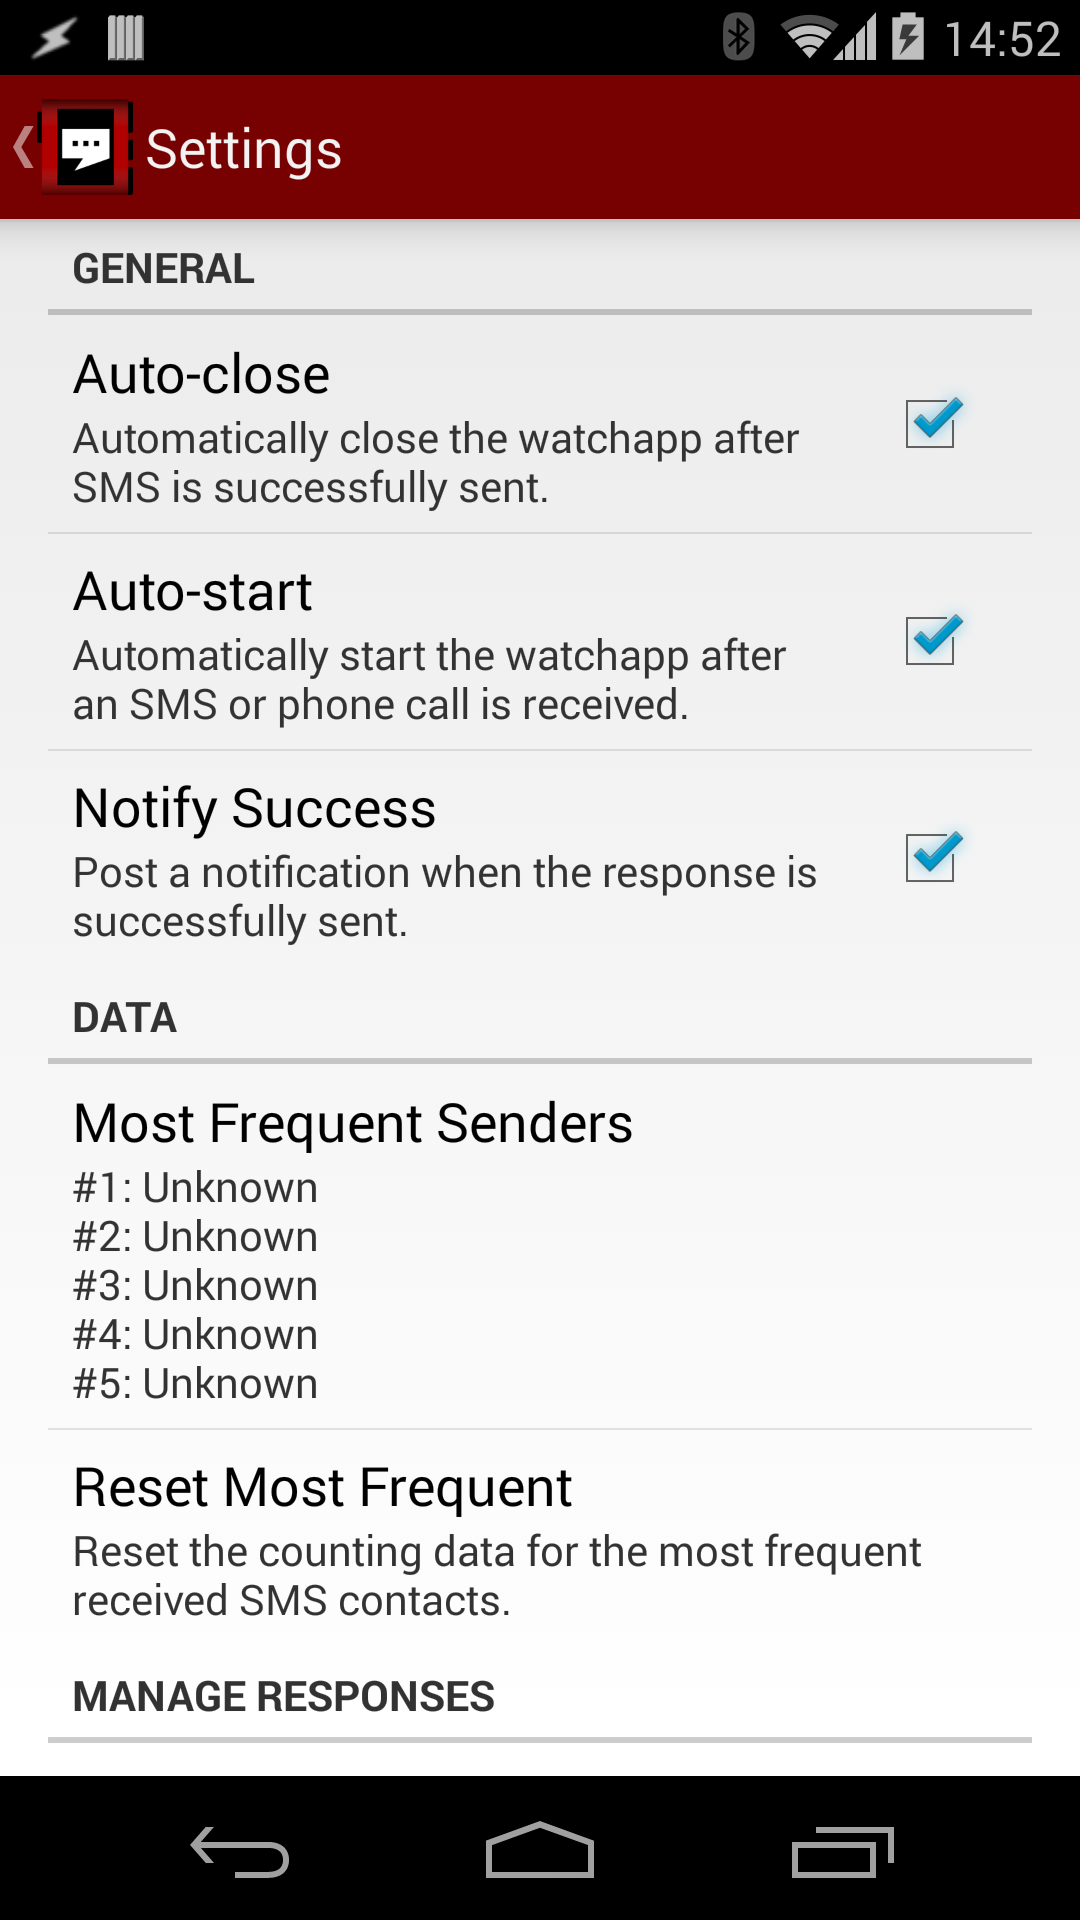 14:52
Settings
GENERAL
Auto-close
Automatically close the watchapp after
SMS is successfully sent.
Auto-start
Automatically start the watchapp after
an SMS or phone call is received.
Notify Success
Post a notification when the response is
successfully sent.
DATA
Most Frequent Senders
#1: Unknown
#2: Unknown
#3: Unknown
#4: Unknown
#5: Unknown
Reset Most Frequent
Reset the counting data for the most frequent
received SMS contacts.
MANAGE RESPONSES